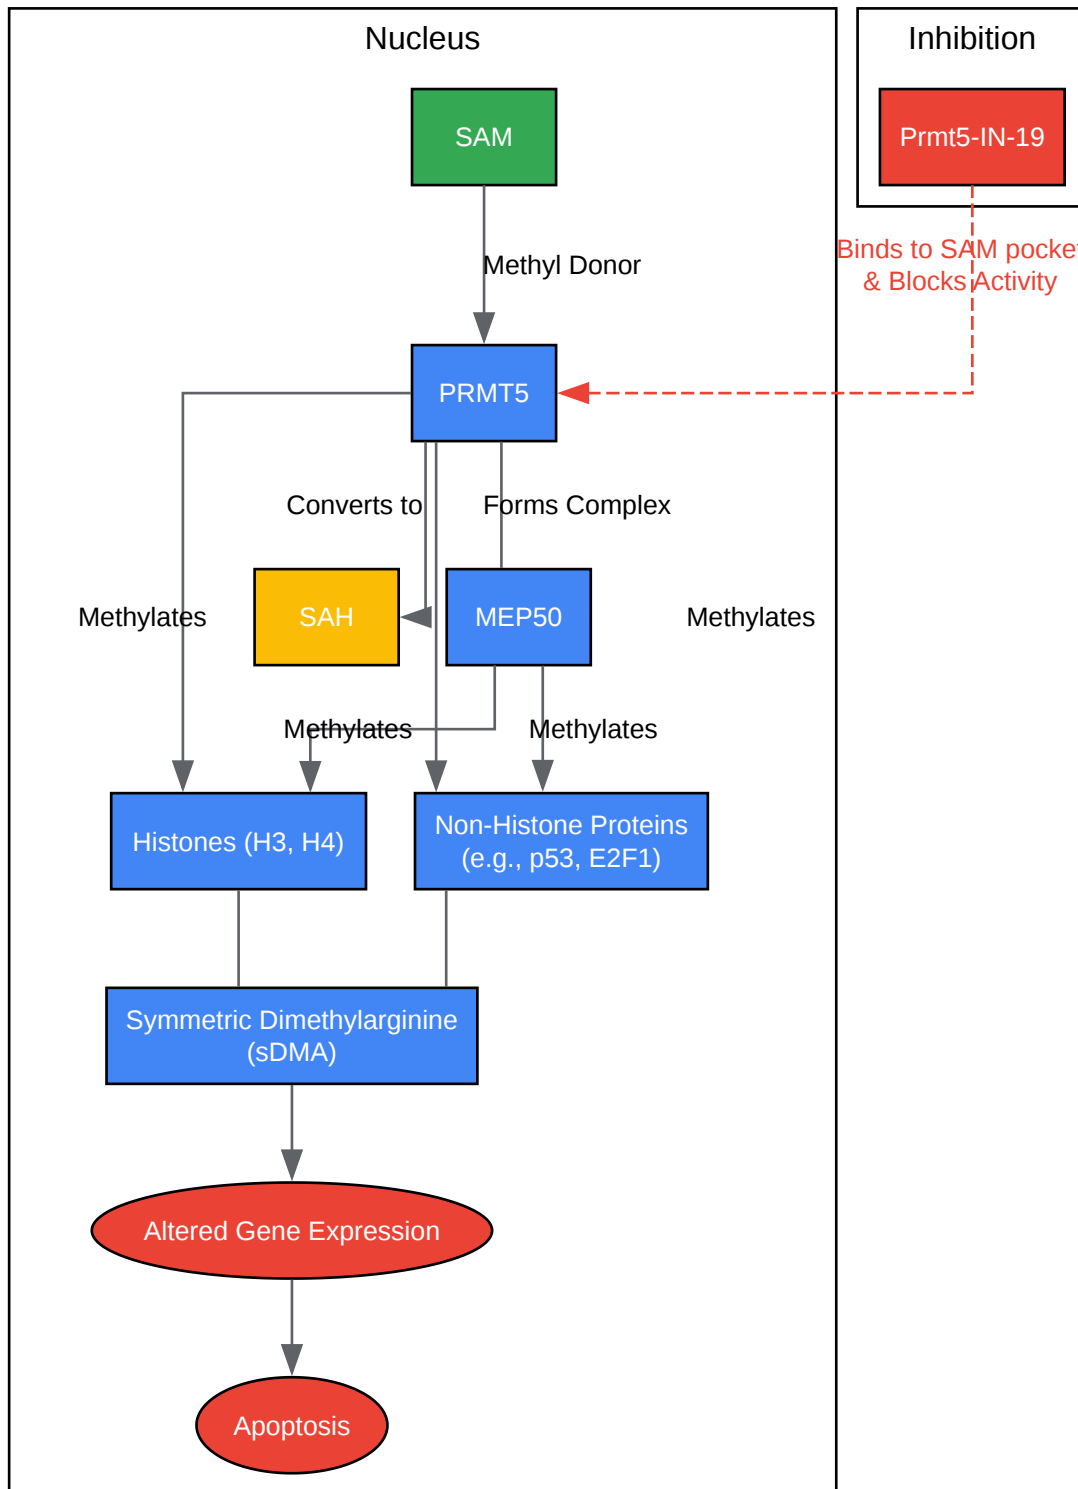 Nucleus
Inhibition
SAM
Prmt5-IN-19
Methyl Donor
Binds to SAM pocket
& Blocks Activity
PRMT5
Converts to
Forms Complex
Methylates
SAH
MEP50
Methylates
Methylates
Methylates
Histones (H3, H4)
Non-Histone Proteins
(e.g., p53, E2F1)
Symmetric Dimethylarginine
(sDMA)
Altered Gene Expression
Apoptosis